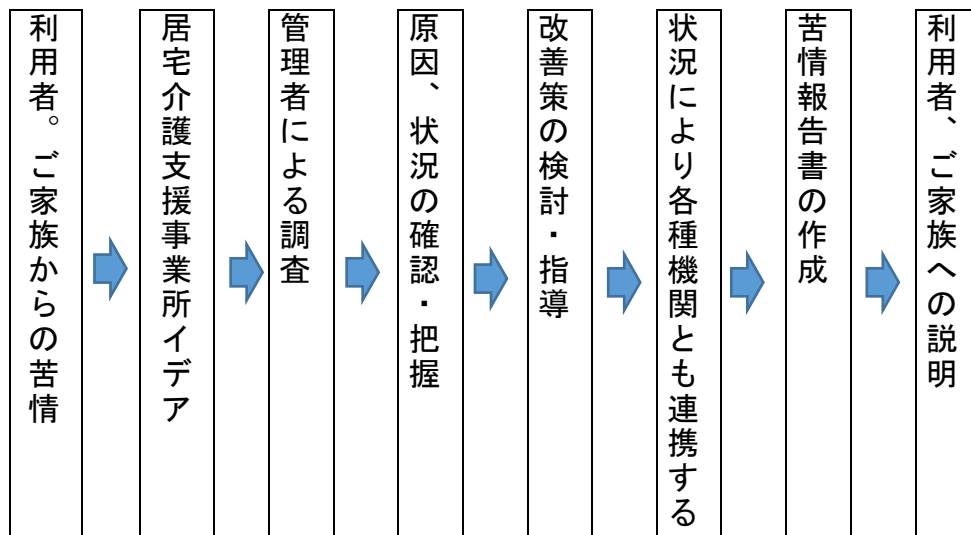 利用者。ご家族からの苦情
居宅介護支援事業所イデア
管理者による調査
原因、状況の確認・把握
改善策の検討・指導
状況により各種機関とも連携する
苦情報告書の作成
利用者、ご家族への説明